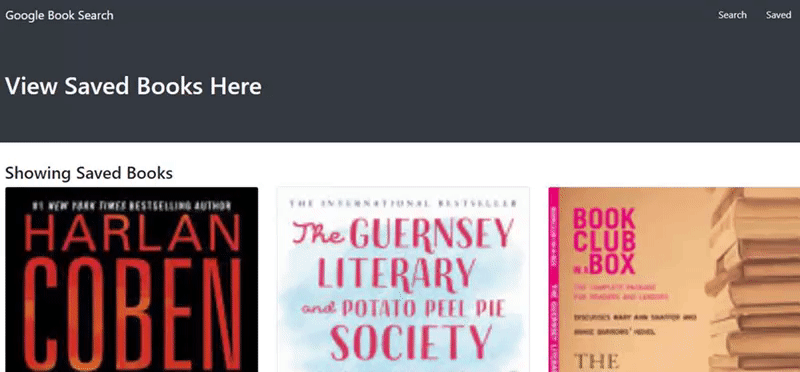 Google Book Search
Search
Saved
View Saved Books Here
Showing Saved Books
#1 NEW YORK TIMES BESTSELLING AUTHOR
HARLAN
COBEN
THE INTERNATIONAL BESTSELLER
The GUERNSEY
LITERARY
and POTATO PEEL PIE
SOCIETY
BOOK
CLUB
IN A BOX
THE COMPLETE PACKAGE
FOR READERS AND LEADERS
DISCUSSES MARY ANN SHAFFER AND
ANNIE BARROWS' NOVEL
THE